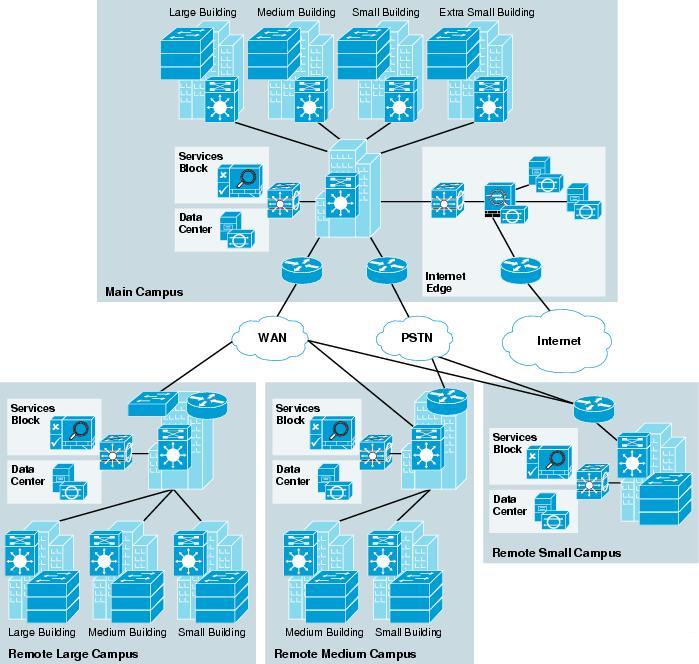 Large Building
Medium Building
Small Building
Extra Small Building
Services
Block
Data
Center
Internet
Edge
Main Campus
WAN
PSTN
Internet
Services
Block
Data
Center
Services
Block
Data
Center
Services
Block
Data
Center
Remote Small Campus
Large Building
Medium Building
Small Building
Medium Building
Small Building
Remote Large Campus
Remote Medium Campus